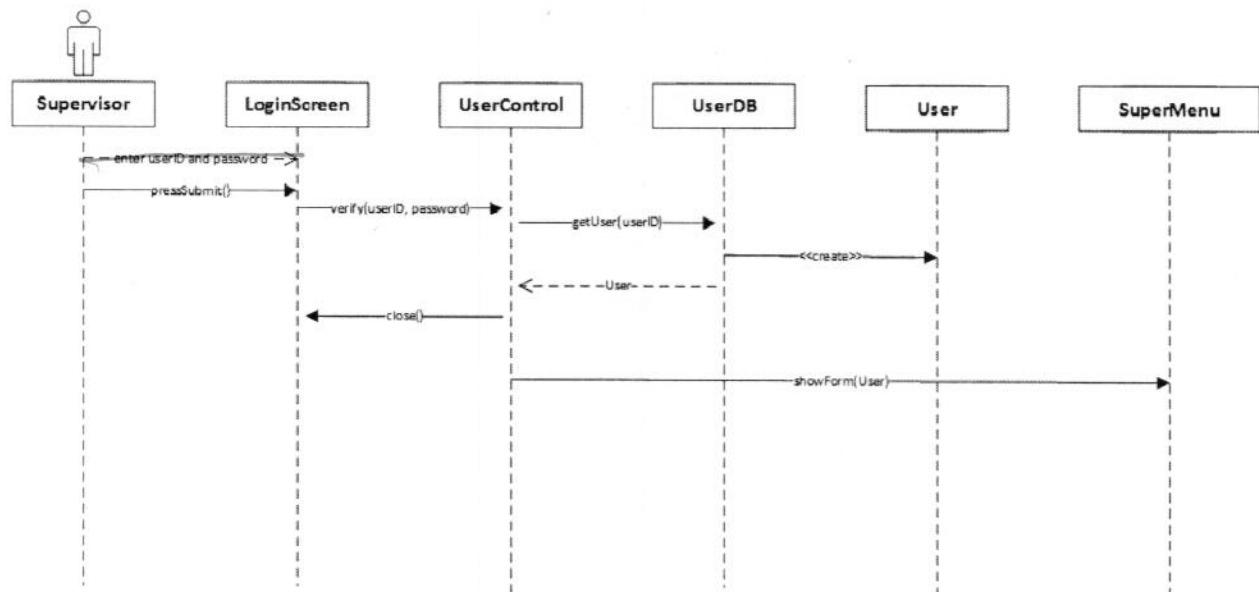 Supervisor
LoginScreen
UserControl
UserDB
User
SuperMenu
enter userID and password
pressSubmit()
verify(userID, password)
getUser(userID)
<<create>>
User
close()
showForm(User)